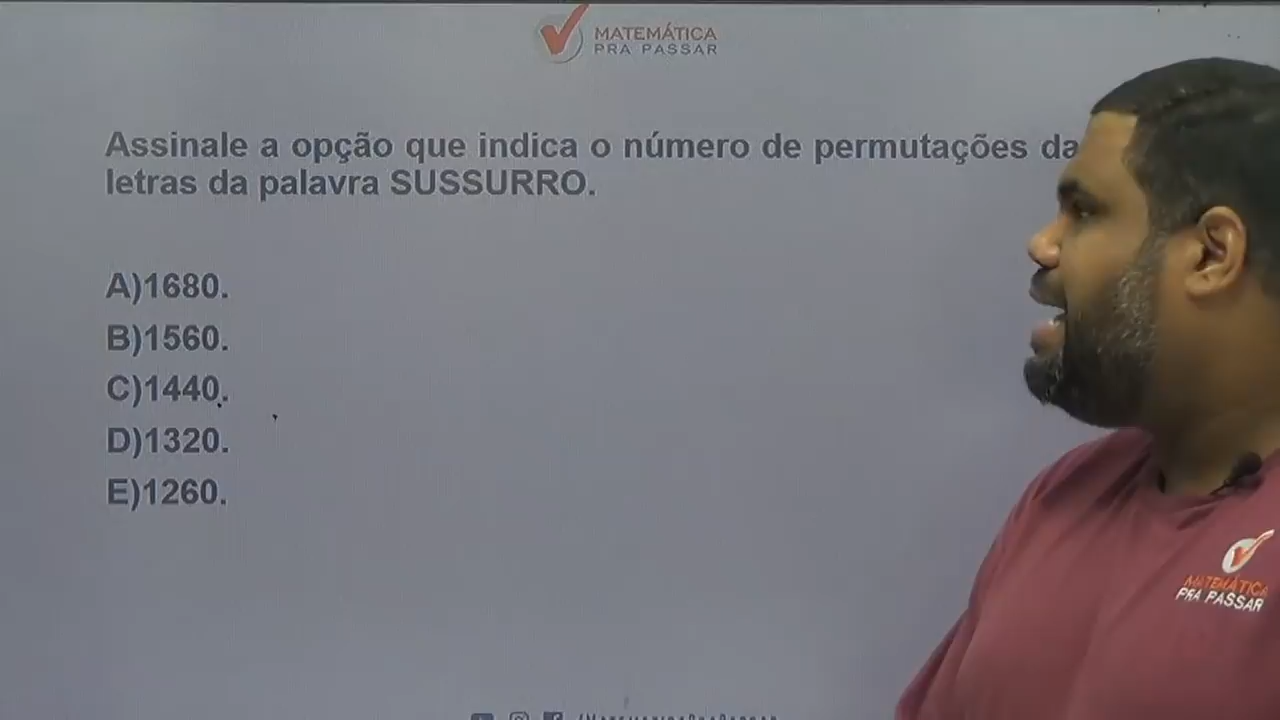 MATEMÁTICA
PRA PASSAR
Assinale a opção que indica o número de permutações da
letras da palavra SUSSURRO.
A)1680.
B)1560.
C)1440.
D)1320.
E)1260.
MATEMÁTICA
PRA PASSAR